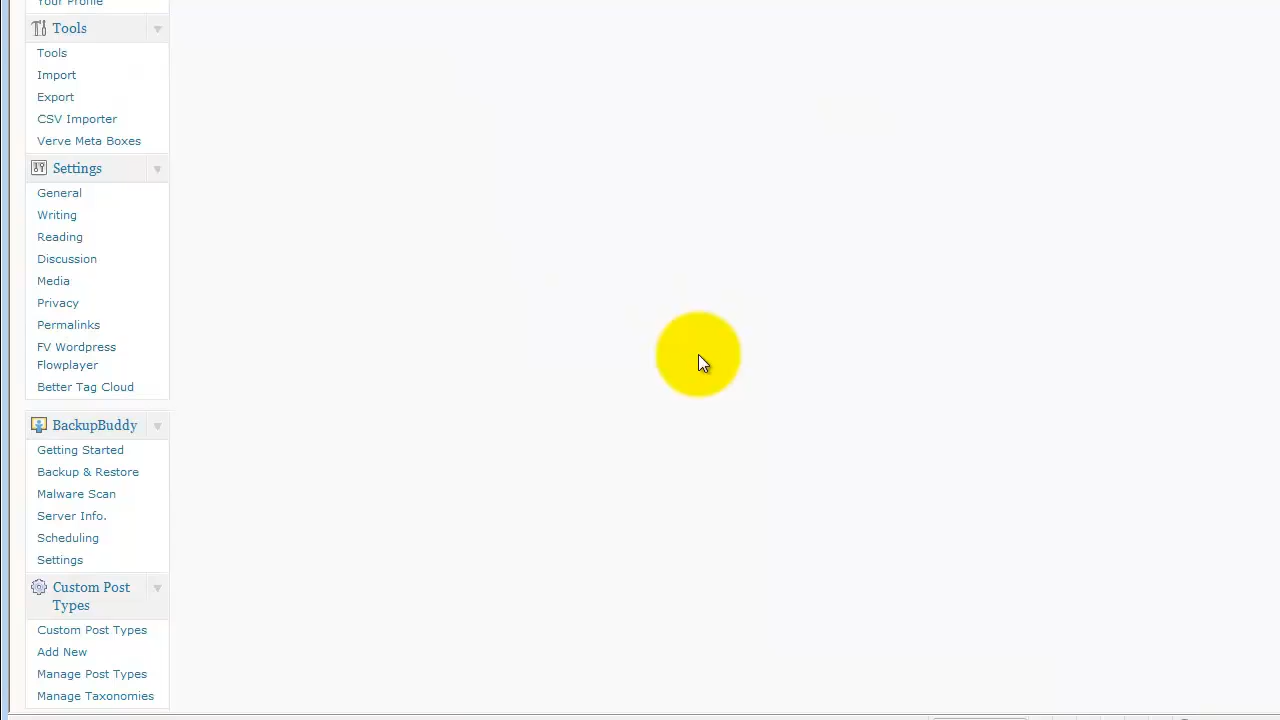 Your Profile
Tools
Tools
Import
Export
CSV Importer
Verve Meta Boxes
Settings
General
Writing
Reading
Discussion
Media
Privacy
Permalinks
FV Wordpress
Flowplayer
Better Tag Cloud
BackupBuddy
Getting Started
Backup & Restore
Malware Scan
Server Info.
Scheduling
Settings
Custom Post
Types
Custom Post Types
Add New
Manage Post Types
Manage Taxonomies